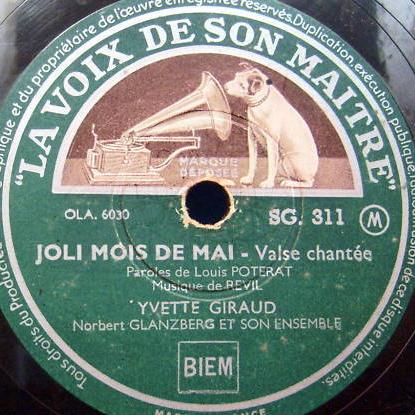 "LA VOIX DE SON MAITRE"
phique et du propriétaire de l'œuvre enregistrée réservés. Duplication, exécution publique,
MARQUE
DÉPOSÉE
OLA. 6030
SG. 311 M
JOLI MOIS DE MAI - Valse chantée
Paroles de Louis POTERAT
Musique de REVIL
YVETTE GIRAUD
Norbert GLANZBERG ET SON ENSEMBLE
BIEM
de ce disque interdites.
Tous droits du Producteur